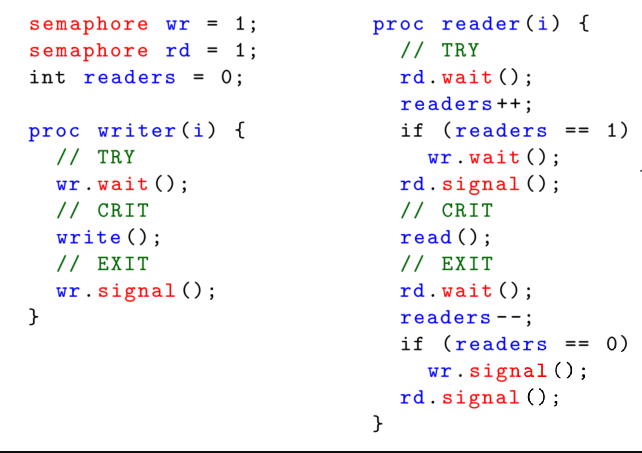 semaphore wr = 1;
semaphore rd = 1;
int readers = 0;
proc writer(i) {
// TRY
wr.wait();
// CRIT
write();
// EXIT
wr.signal();
}
proc reader(i) {
// TRY
rd.wait();
readers++;
if (readers == 1)
wr.wait();
rd.signal();
// CRIT
read();
// EXIT
rd.wait();
readers--;
if (readers == 0)
wr.signal();
rd.signal();
}